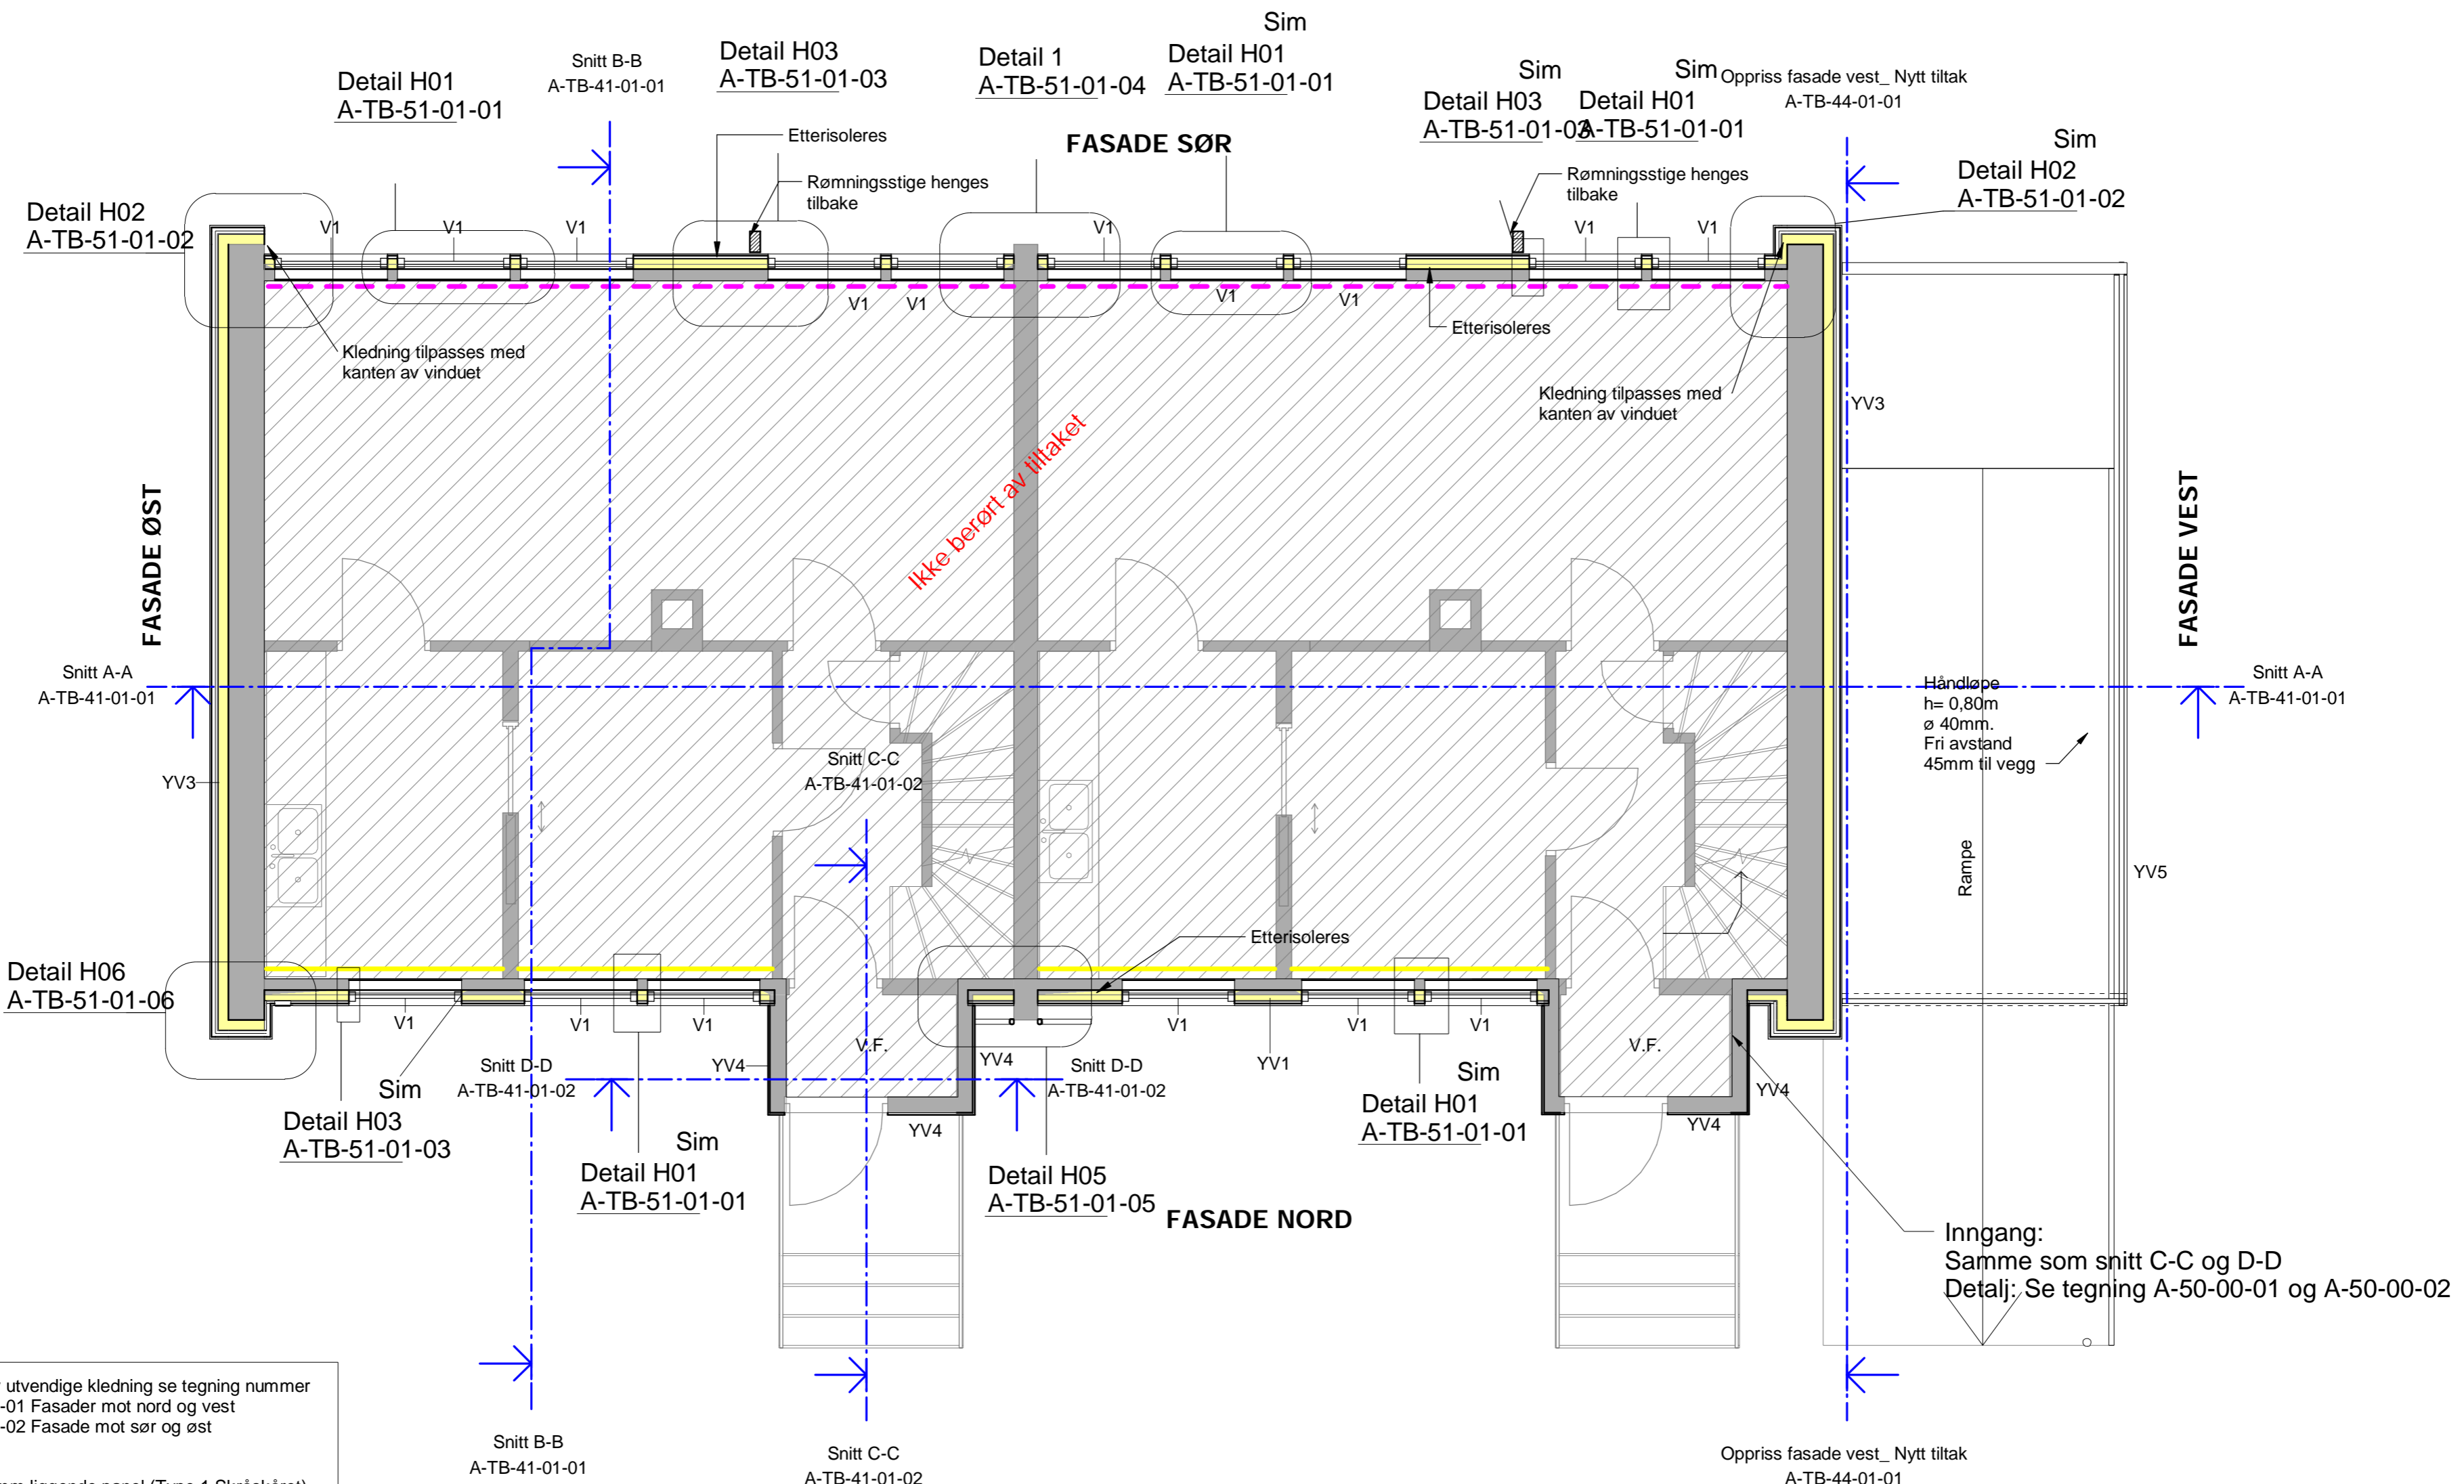 Sim
Snitt B-B
A-TB-41-01-01
Detail H03
A-TB-51-01-03
Detail 1
A-TB-51-01-04
Detail H01
A-TB-51-01-01
Detail H01
A-TB-51-01-01
Sim
Detail H03
A-TB-51-01-03
Sim
Detail H01
A-TB-51-01-01
Oppriss fasade vest_ Nytt tiltak
A-TB-44-01-01
Etterisoleres
FASADE SØR
Sim
Detail H02
A-TB-51-01-02
Rømningsstige henges
tilbake
Rømningsstige henges
tilbake
Detail H02
A-TB-51-01-02
V1
V1
V1
V1
V1
V1
V1
V1
V1
V1
Etterisoleres
Kledning tilpasses med
kanten av vinduet
Kledning tilpasses med
kanten av vinduet
YV3
Ikke berørt av tiltaket
FASADE ØST
FASADE VEST
Snitt A-A
A-TB-41-01-01
Håndløpe
h= 0,80m
ø 40mm.
Fri avstand
45mm til vegg
Snitt A-A
A-TB-41-01-01
Snitt C-C
A-TB-41-01-02
YV3
Rampe
YV5
Etterisoleres
Detail H06
A-TB-51-01-06
V1
V1
V1
V1
V1
V1
V.F.
V.F.
Snitt D-D
A-TB-41-01-02
YV4
YV4
Snitt D-D
A-TB-41-01-02
YV1
YV4
Sim
Detail H03
A-TB-51-01-03
Sim
Detail H01
A-TB-51-01-01
YV4
Sim
Detail H01
A-TB-51-01-01
YV4
Detail H05
A-TB-51-01-05
FASADE NORD
Inngang:
Samme som snitt C-C og D-D
Detalj: Se tegning A-50-00-01 og A-50-00-02
utvendige kledning se tegning nummer
-01 Fasader mot nord og vest
-02 Fasade mot sør og øst
liggende panel (Type 1 Skråskåret)
Snitt B-B
A-TB-41-01-01
Snitt C-C
A-TB-41-01-02
Oppriss fasade vest_ Nytt tiltak
A-TB-44-01-01